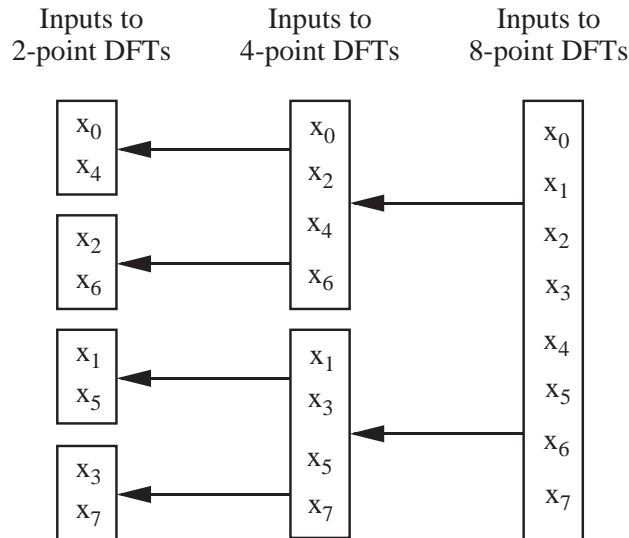 Inputs to
2-point DFTs
Inputs to
4-point DFTs
Inputs to
8-point DFTs
x₀
x₄
x₂
x₆
x₁
x₅
x₃
x₇
x₀
x₂
x₄
x₆
x₁
x₃
x₅
x₇
x₀
x₁
x₂
x₃
x₄
x₅
x₆
x₇